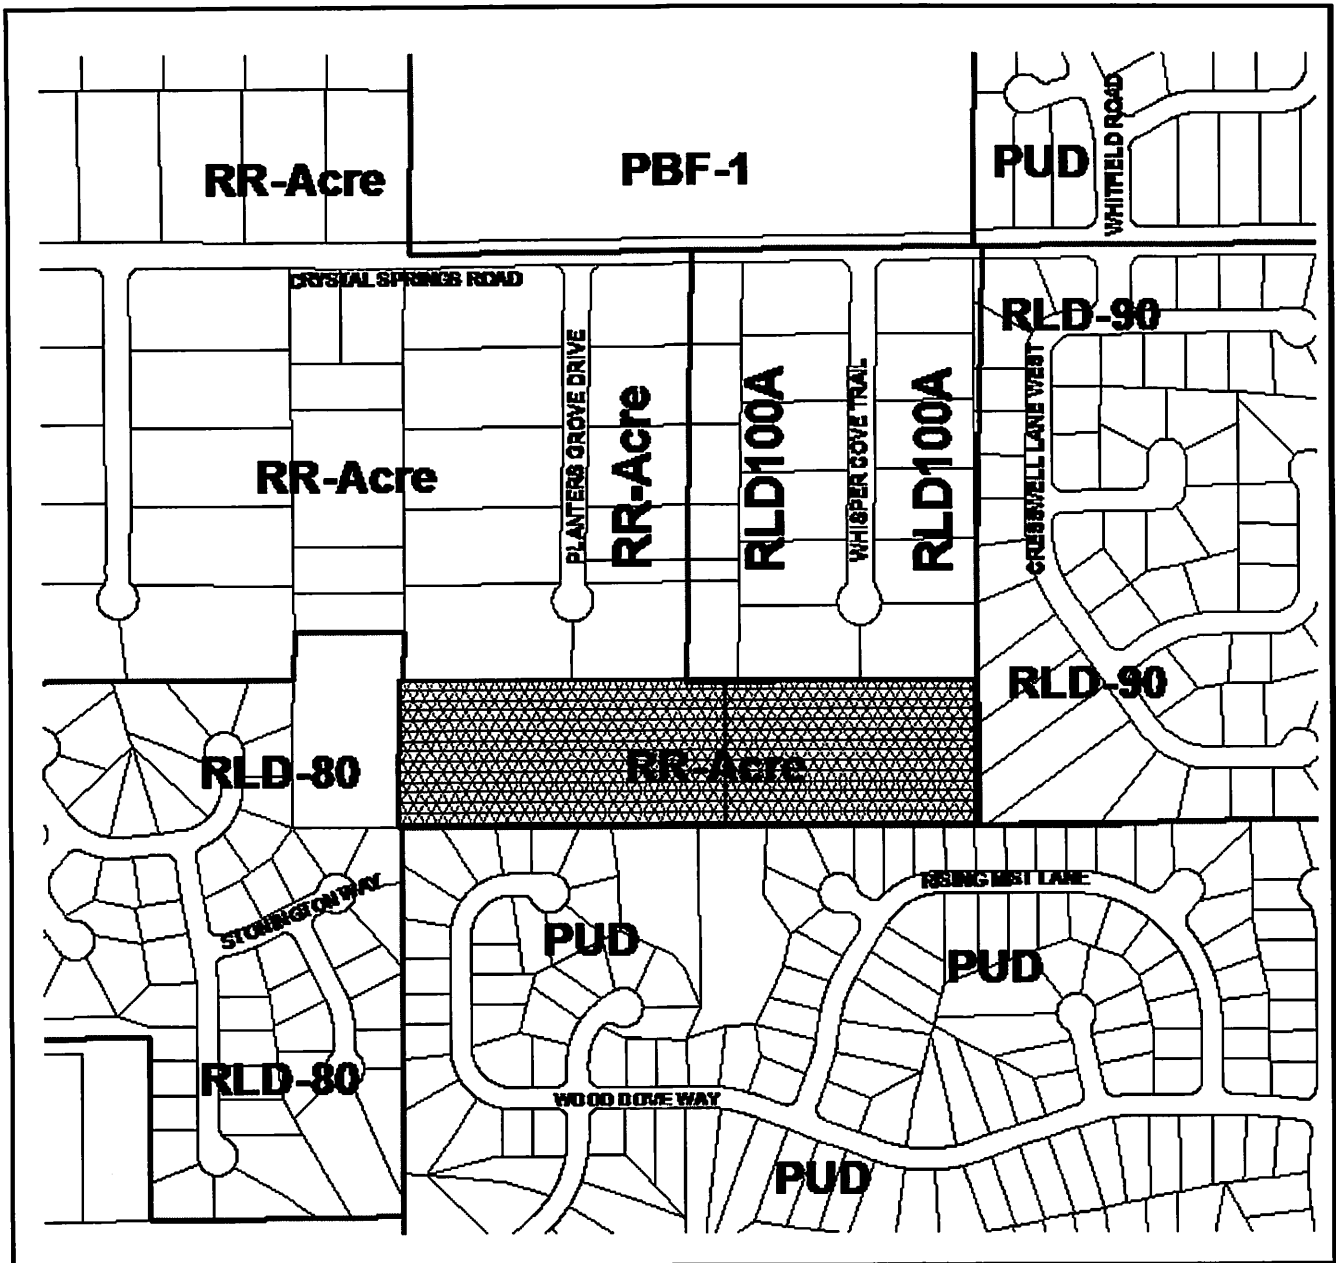 RR-Acre
PBF-1
PUD
WHITFIELD ROAD
CRYSTAL SPRINGS ROAD
RLD-90
PLANTERS GROVE DRIVE
RR-Acre
RLD100A
WHISPER COVE TRAIL
RLD100A
CRESSWELL LANE WEST
RR-Acre
RLD-90
RLD-80
RR-Acre
STONINGTON WAY
RISING MIST LANE
PUD
PUD
RLD-80
WOOD DOVE WAY
PUD